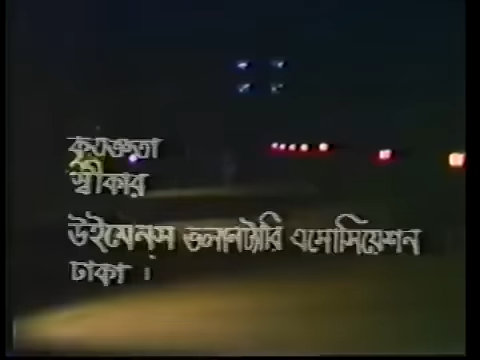 কৃতজ্ঞতা
স্বীকার
উইমেনস্ ভলানট্যারি এসোসিয়েশন
ঢাকা ।